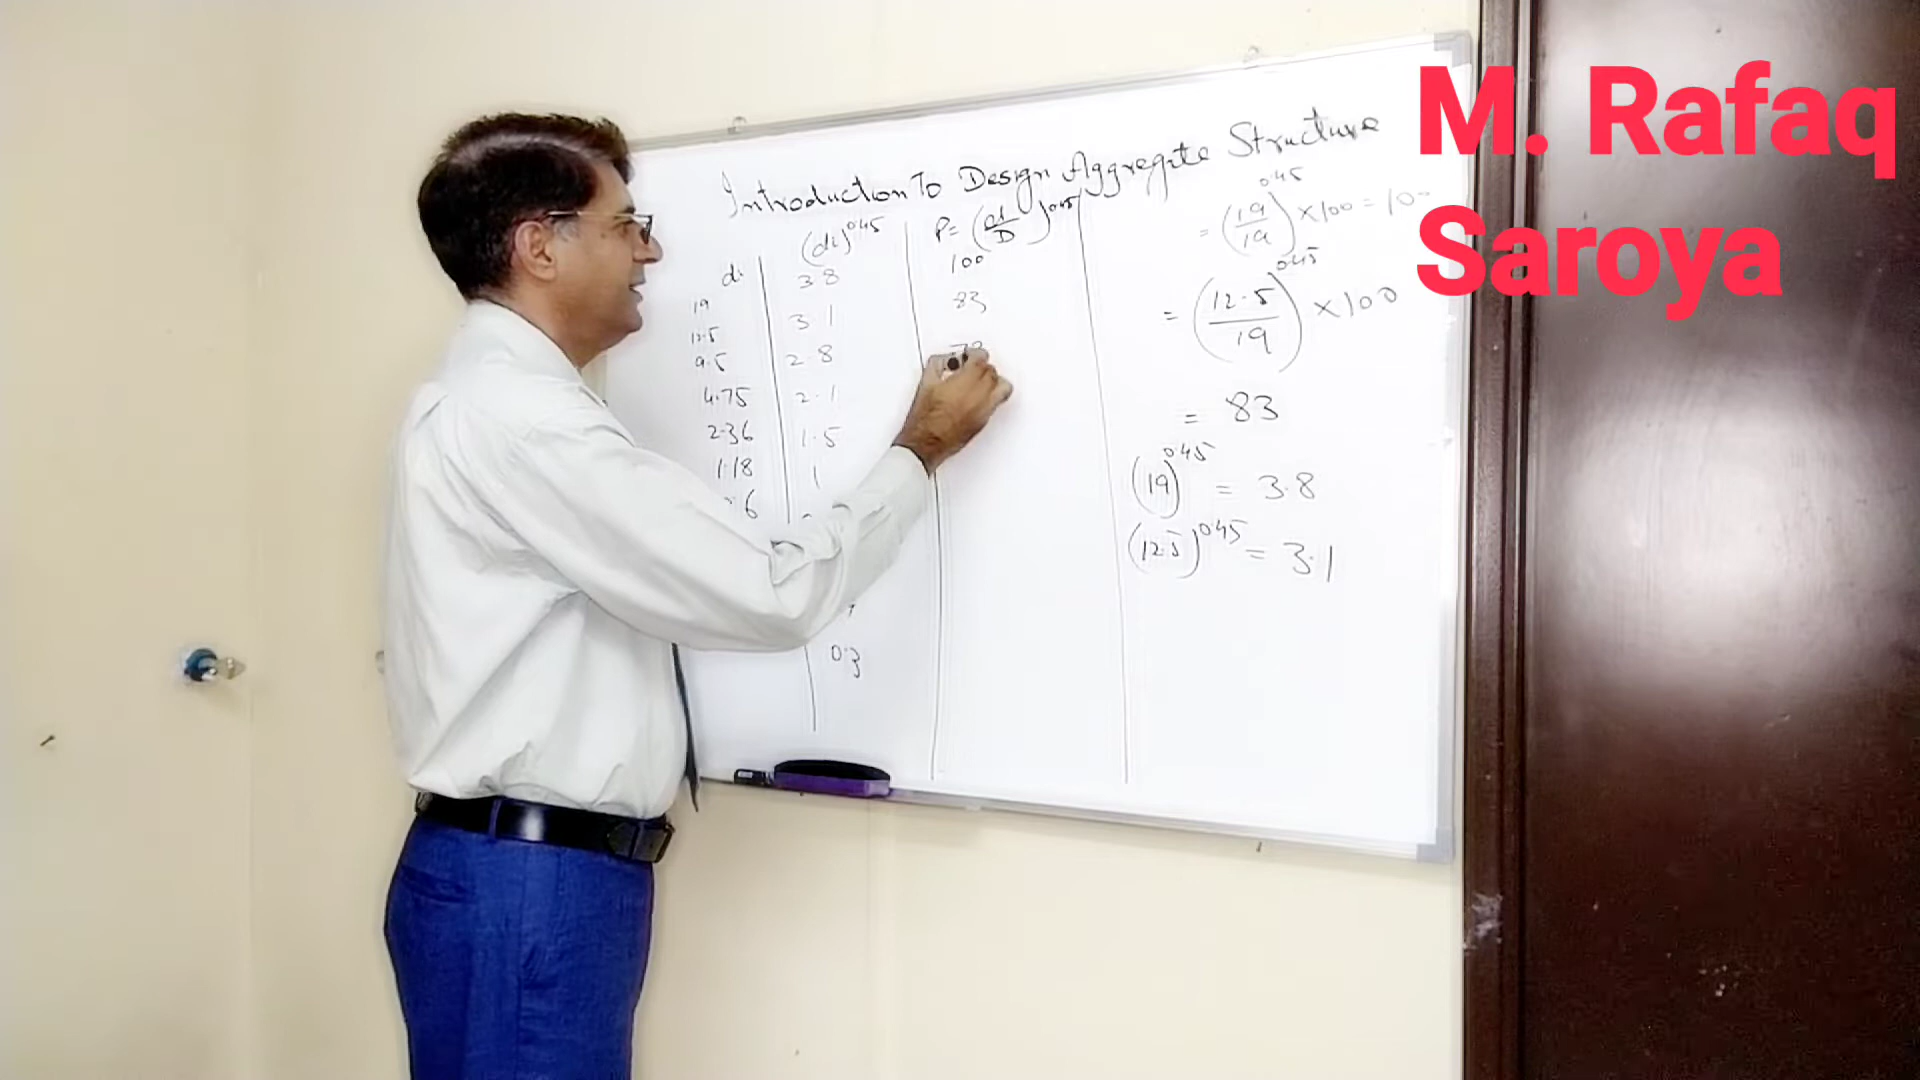 M. Rafaq
Saroya
Introduction To Design Aggregate Structure
di (di)^0.45 P= (d/D)^0.45
19 3.8 100
12.5 3.1 83
9.5 2.8
4.75 2.1
2.36 1.5
1.18 1
6
0.3
= (19/19)^0.45 ×100 = 100
= (12.5/19)^0.45 ×100
= 83
(19)^0.45 = 3.8
(12.5)^0.45 = 3.1